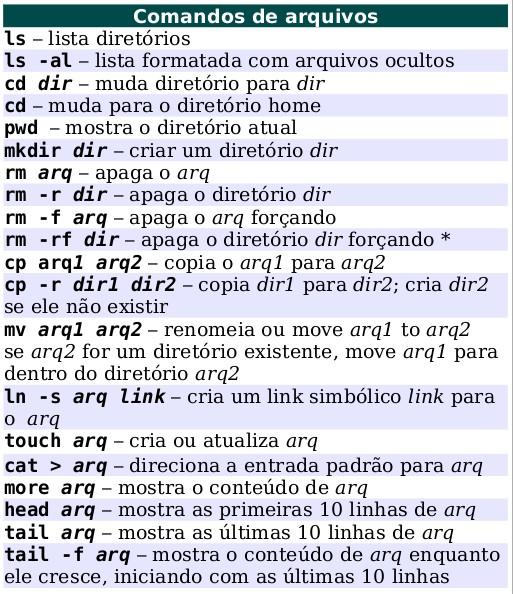 Comandos de arquivos
ls – lista diretórios
ls -al – lista formatada com arquivos ocultos
cd dir – muda diretório para dir
cd – muda para o diretório home
pwd – mostra o diretório atual
mkdir dir – criar um diretório dir
rm arq – apaga o arq
rm -r dir – apaga o diretório dir
rm -f arq – apaga o arq forçando
rm -rf dir – apaga o diretório dir forçando *
cp arq1 arq2 – copia o arq1 para arq2
cp -r dir1 dir2 – copia dir1 para dir2; cria dir2
se ele não existir
mv arq1 arq2 – renomeia ou move arq1 to arq2
se arq2 for um diretório existente, move arq1 para
dentro do diretório arq2
ln -s arq link – cria um link simbólico link para
o arq
touch arq – cria ou atualiza arq
cat > arq – direciona a entrada padrão para arq
more arq – mostra o conteúdo de arq
head arq – mostra as primeiras 10 linhas de arq
tail arq – mostra as últimas 10 linhas de arq
tail -f arq – mostra o conteúdo de arq enquanto
ele cresce, iniciando com as últimas 10 linhas